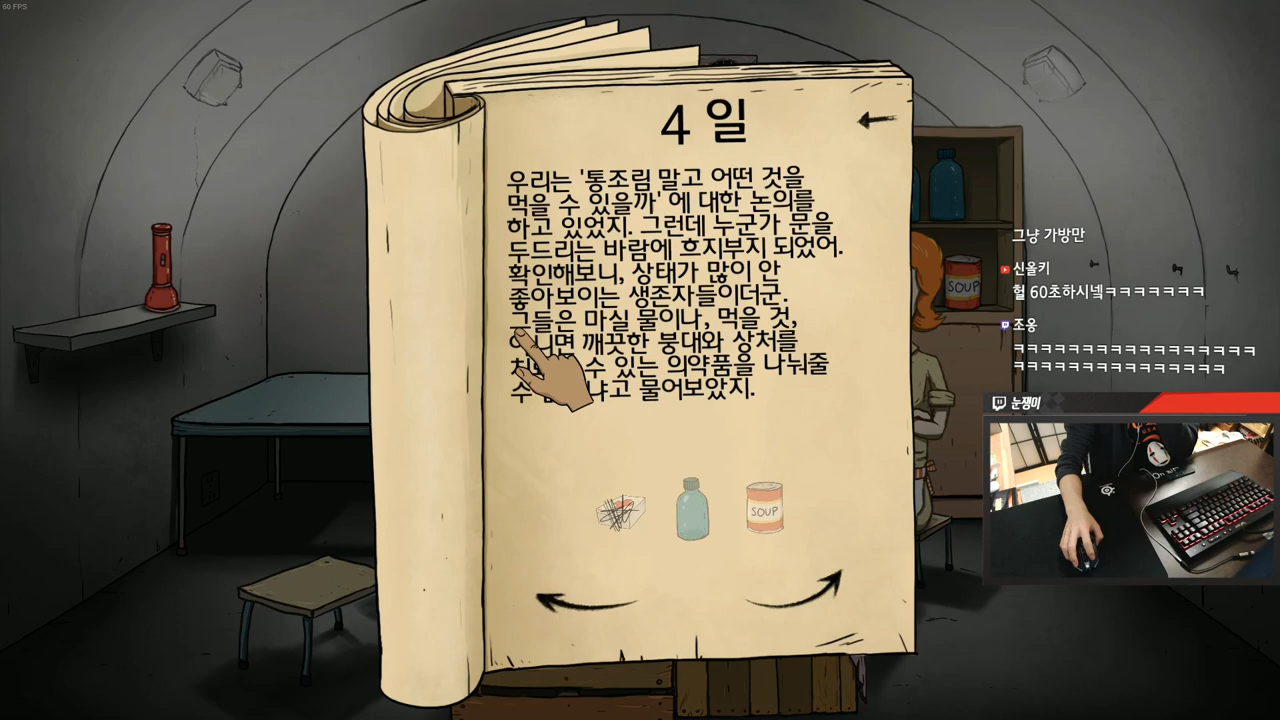 60 FPS
4 일
우리는 '통조림 말고 어떤 것을
먹을 수 있을까' 에 대한 논의를
하고 있었지. 그런데 누군가 문을
두드리는 바람에 흐지부지 되었어.
확인해보니, 상태가 많이 안
좋아보이는 생존자들이더군.
그들은 마실 물이나, 먹을 것,
깨끗한 붕대와 상처를
수 있는 의약품을 나눠줄
수 냐고 물어보았지.
SOUP
SOUP
그냥 가방만
신올키
헐 60초하시넼ㅋㅋㅋㅋㅋㅋㅋ
조웅
ㅋㅋㅋㅋㅋㅋㅋㅋㅋㅋㅋㅋㅋㅋㅋㅋㅋ
ㅋㅋㅋㅋㅋㅋㅋㅋㅋㅋㅋㅋㅋㅋㅋ
눈쟁이